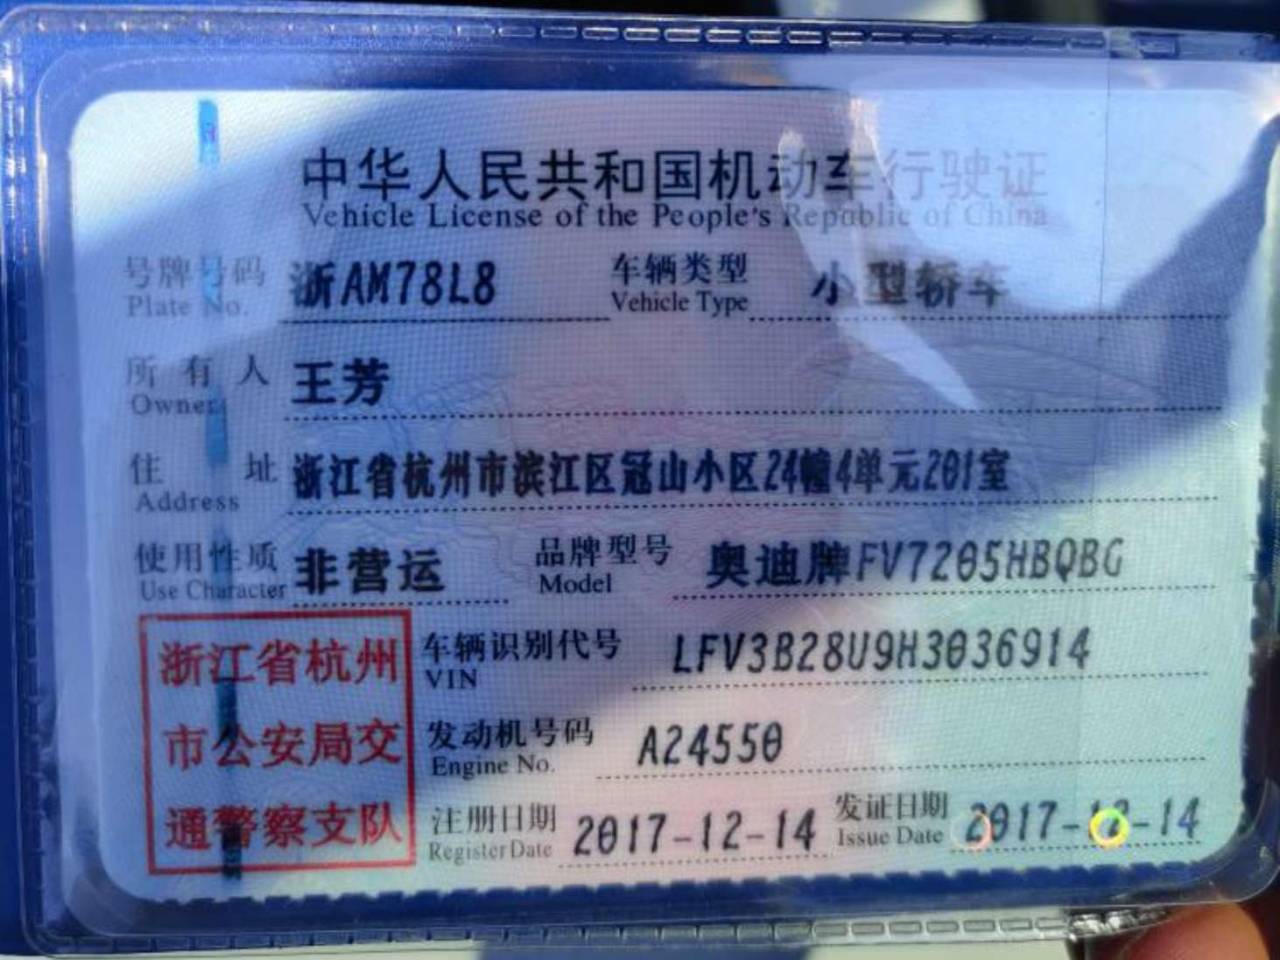 中华人民共和国机动车行驶证
Vehicle License of the People's Republic of China
号牌号码 浙AM78L8 车辆类型 小型轿车
Plate No. Vehicle Type
所有人 王芳
Owner
住址 浙江省杭州市滨江区冠山小区24幢4单元201室
Address
使用性质 非营运 品牌型号 奥迪牌FV7205HBQBG
Use Character Model
浙江省杭州 车辆识别代号 LFV3B28U9H3036914
VIN
市公安局交 发动机号码 A24550
Engine No.
通警察支队 注册日期 2017-12-14 发证日期 2017-12-14
Register Date Issue Date